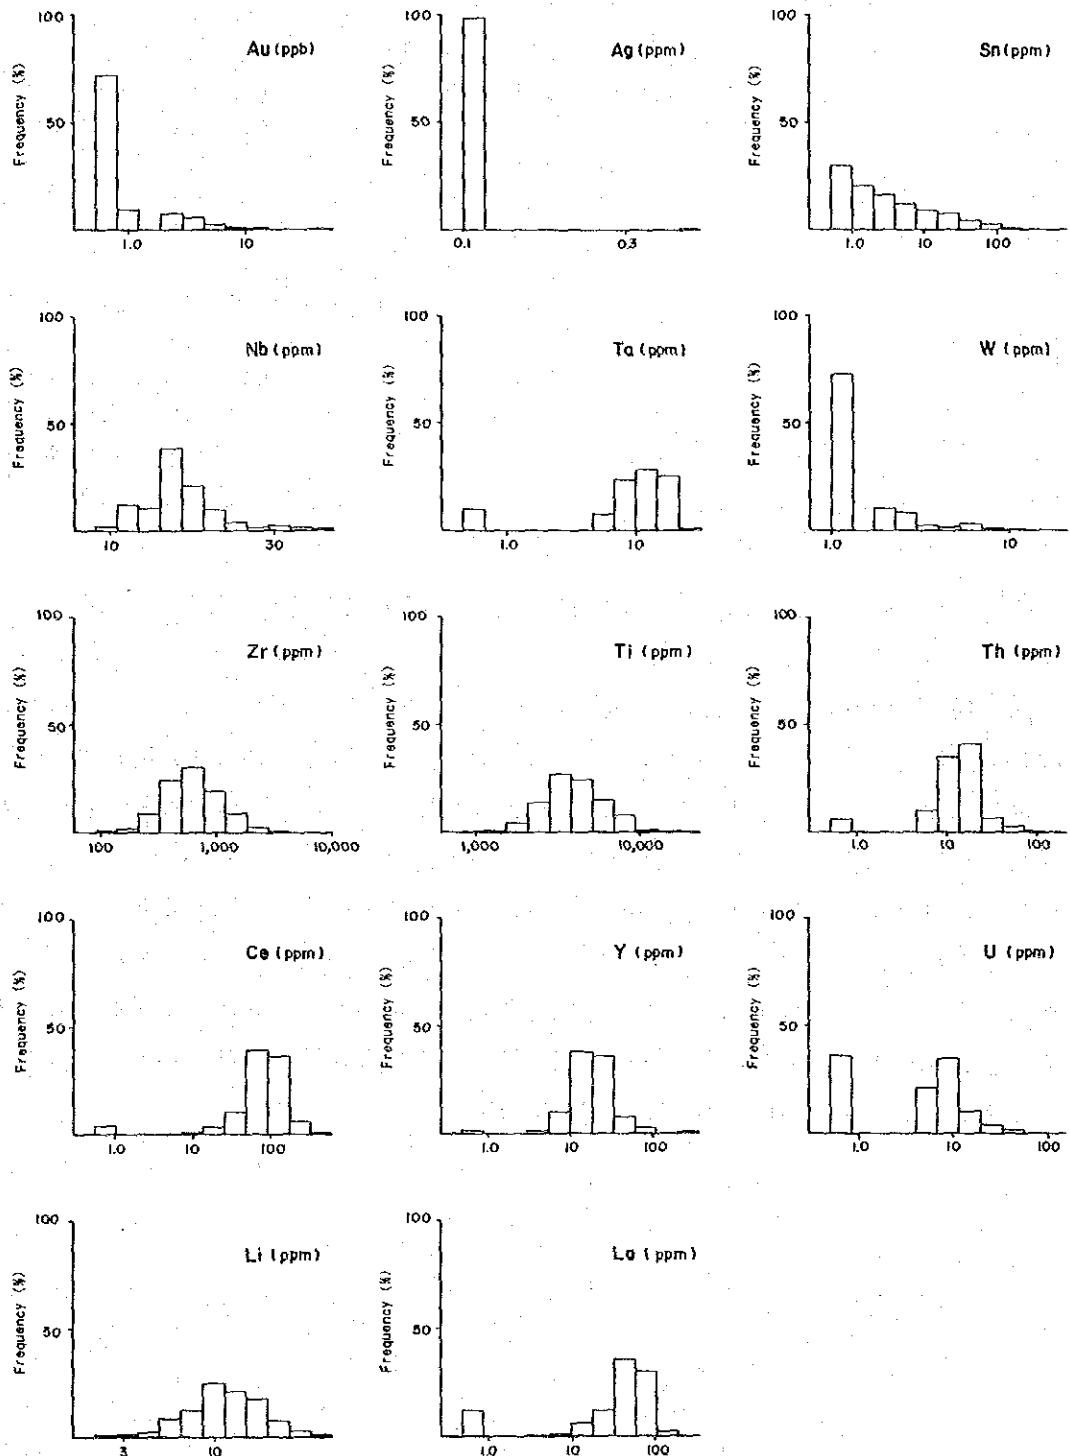 100
50
Frequency (%)
Au (ppb)
1.0
10
100
50
Frequency (%)
Ag (ppm)
0.1
0.3
100
50
Frequency (%)
Sn (ppm)
1.0
10
100
100
50
Frequency (%)
Nb (ppm)
10
30
100
50
Frequency (%)
Ta (ppm)
1.0
10
100
50
Frequency (%)
W (ppm)
1.0
10
100
50
Frequency (%)
Zr (ppm)
100
1,000
10,000
100
50
Frequency (%)
Ti (ppm)
1,000
10,000
100
50
Frequency (%)
Th (ppm)
1.0
10
100
100
50
Frequency (%)
Ce (ppm)
1.0
10
100
100
50
Frequency (%)
Y (ppm)
1.0
10
100
100
50
Frequency (%)
U (ppm)
1.0
10
100
100
50
Frequency (%)
Li (ppm)
3
10
100
50
Frequency (%)
La (ppm)
1.0
10
100